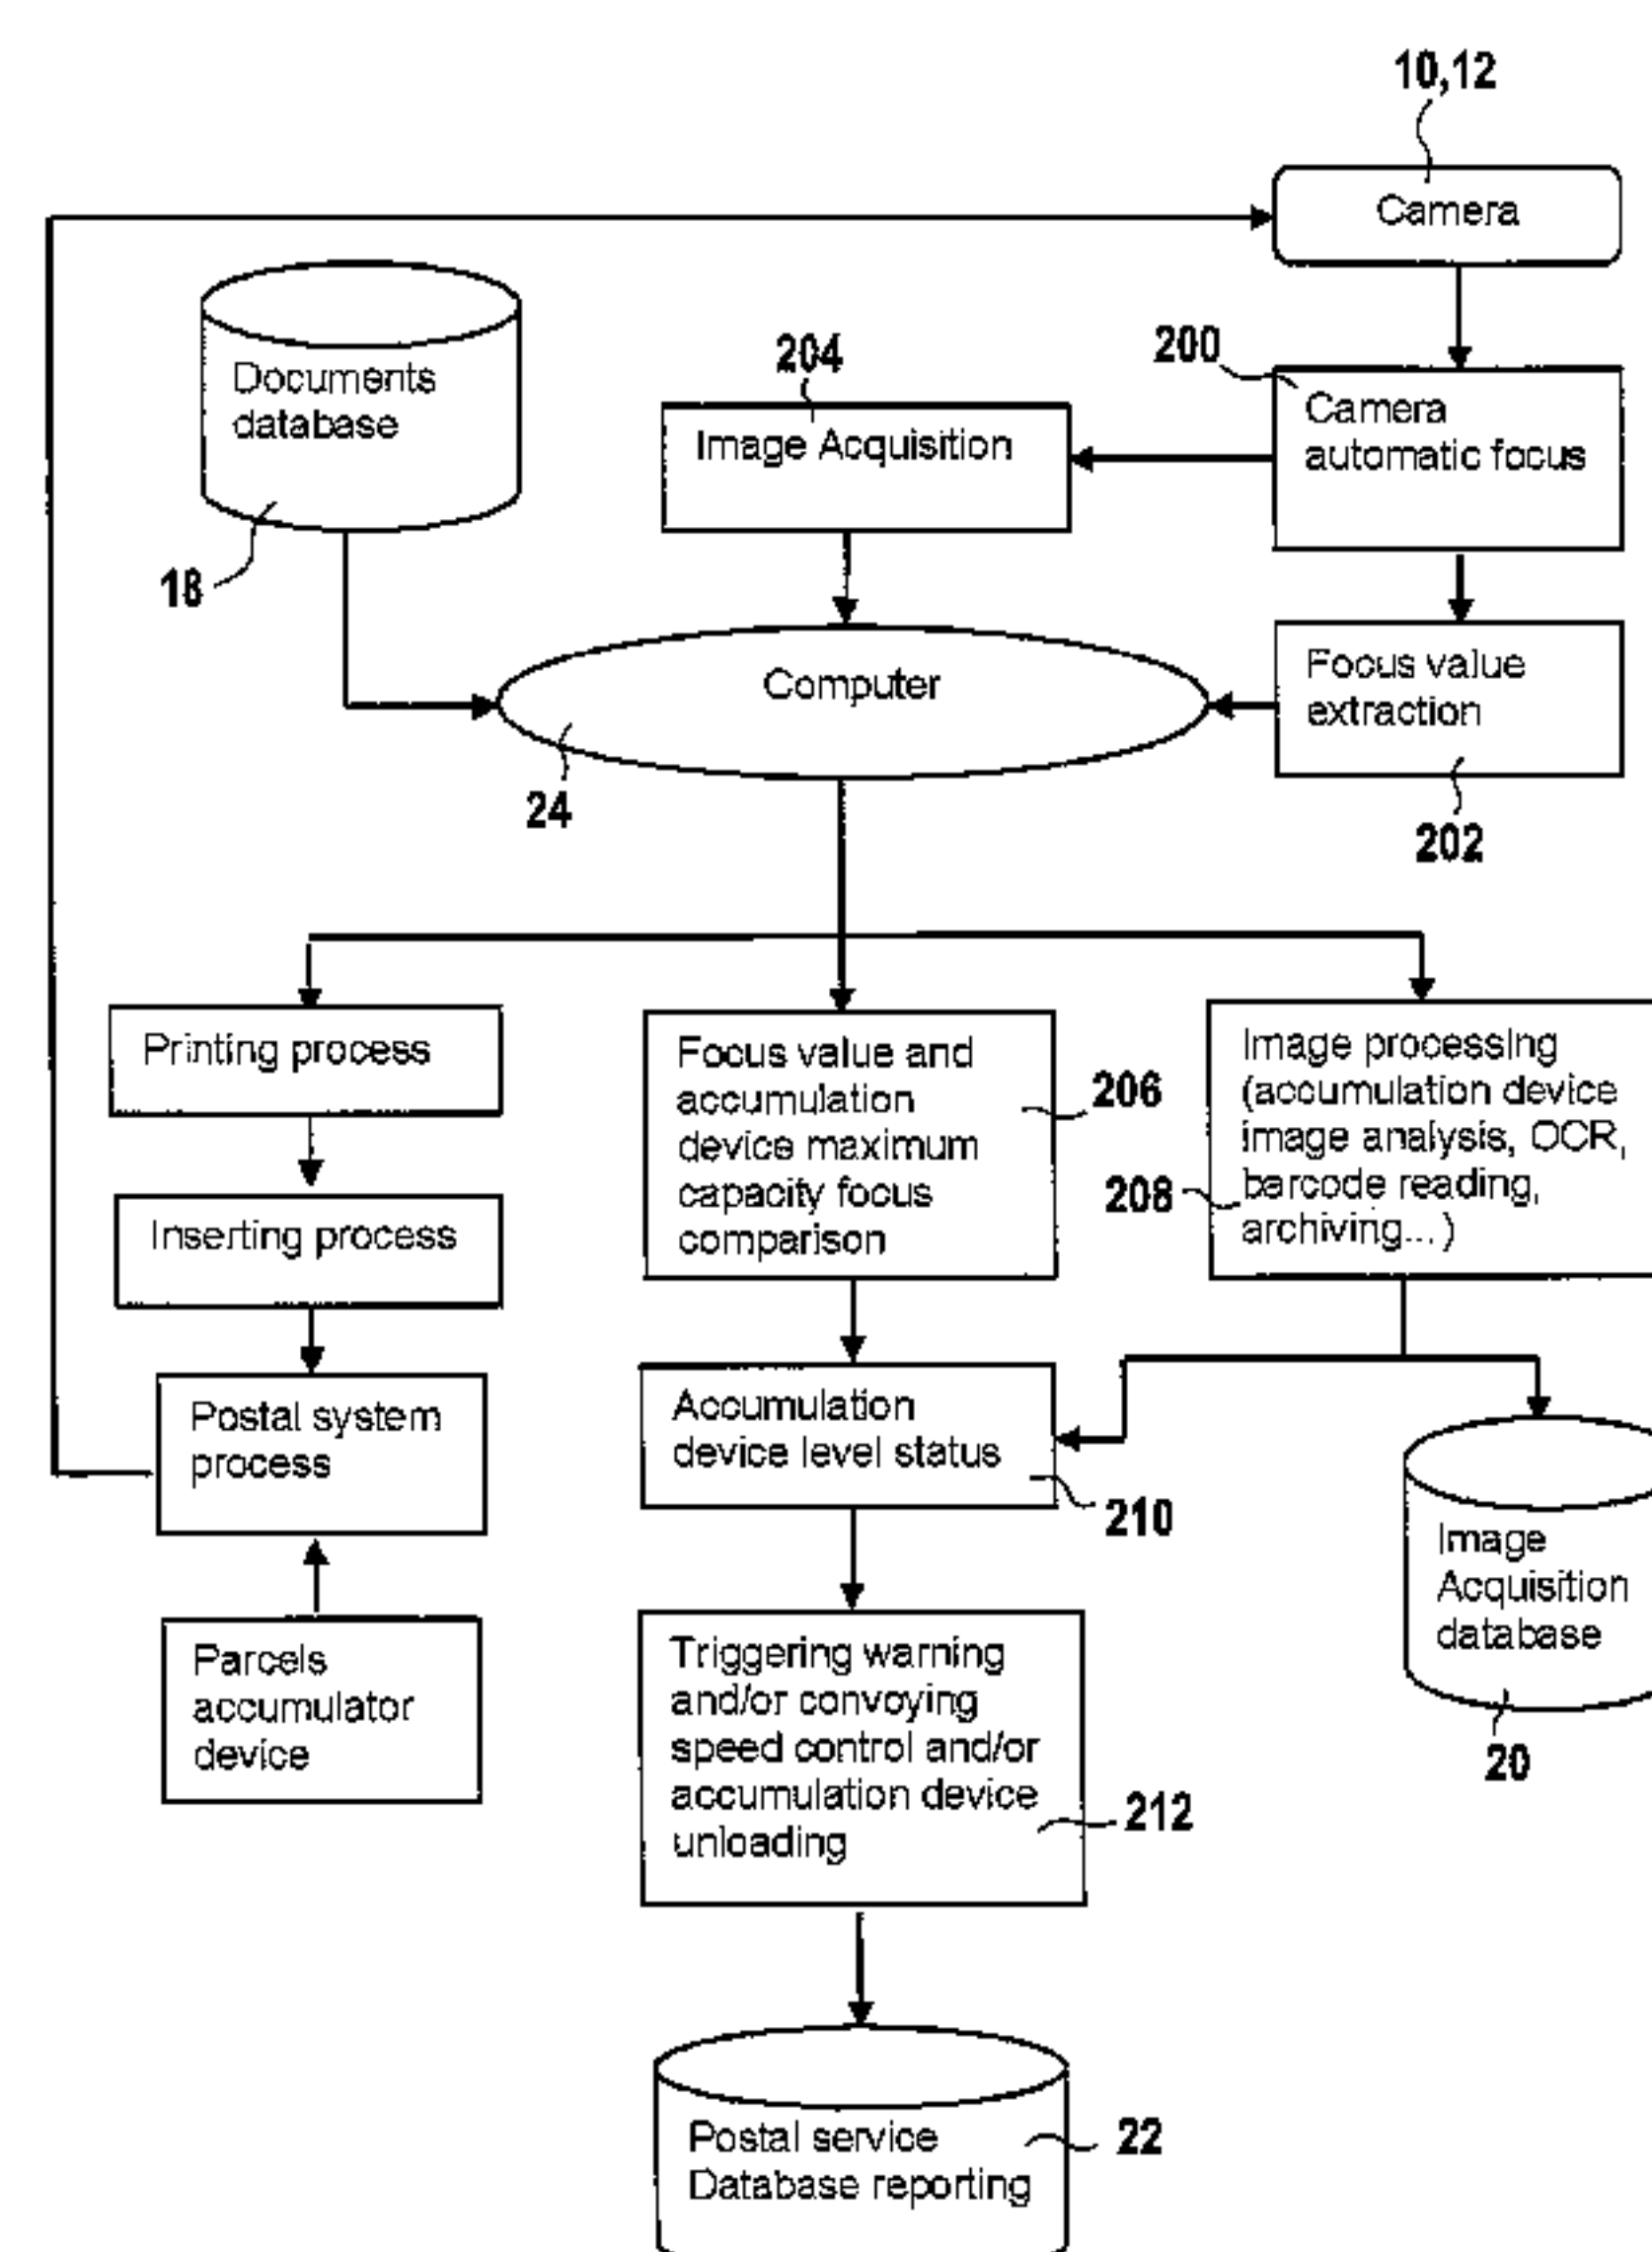 10,12
Camera
Documents
database
18
204
Image Acquisition
200
Camera
automatic focus
Computer
24
Focus value
extraction
202
Printing process
Focus value and
accumulation
device maximum
capacity focus
comparison
206
Image processing
(accumulation device
image analysis, OCR,
barcode reading,
archiving...)
208
Inserting process
Postal system
process
Accumulation
device level status
210
Image
Acquisition
database
20
Parcels
accumulator
device
Triggering warning
and/or convoying
speed control and/or
accumulation device
unloading
212
Postal service
Database reporting
22